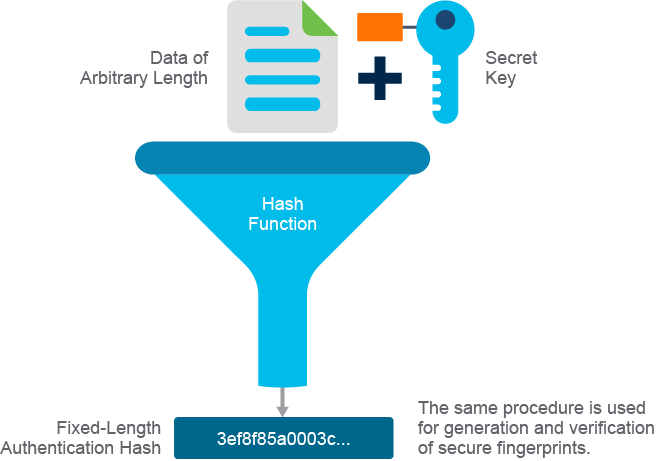 Data of
Arbitrary Length
Secret
Key
Hash
Function
Fixed-Length
Authentication Hash
3ef8f85a0003c...
The same procedure is used
for generation and verification
of secure fingerprints.